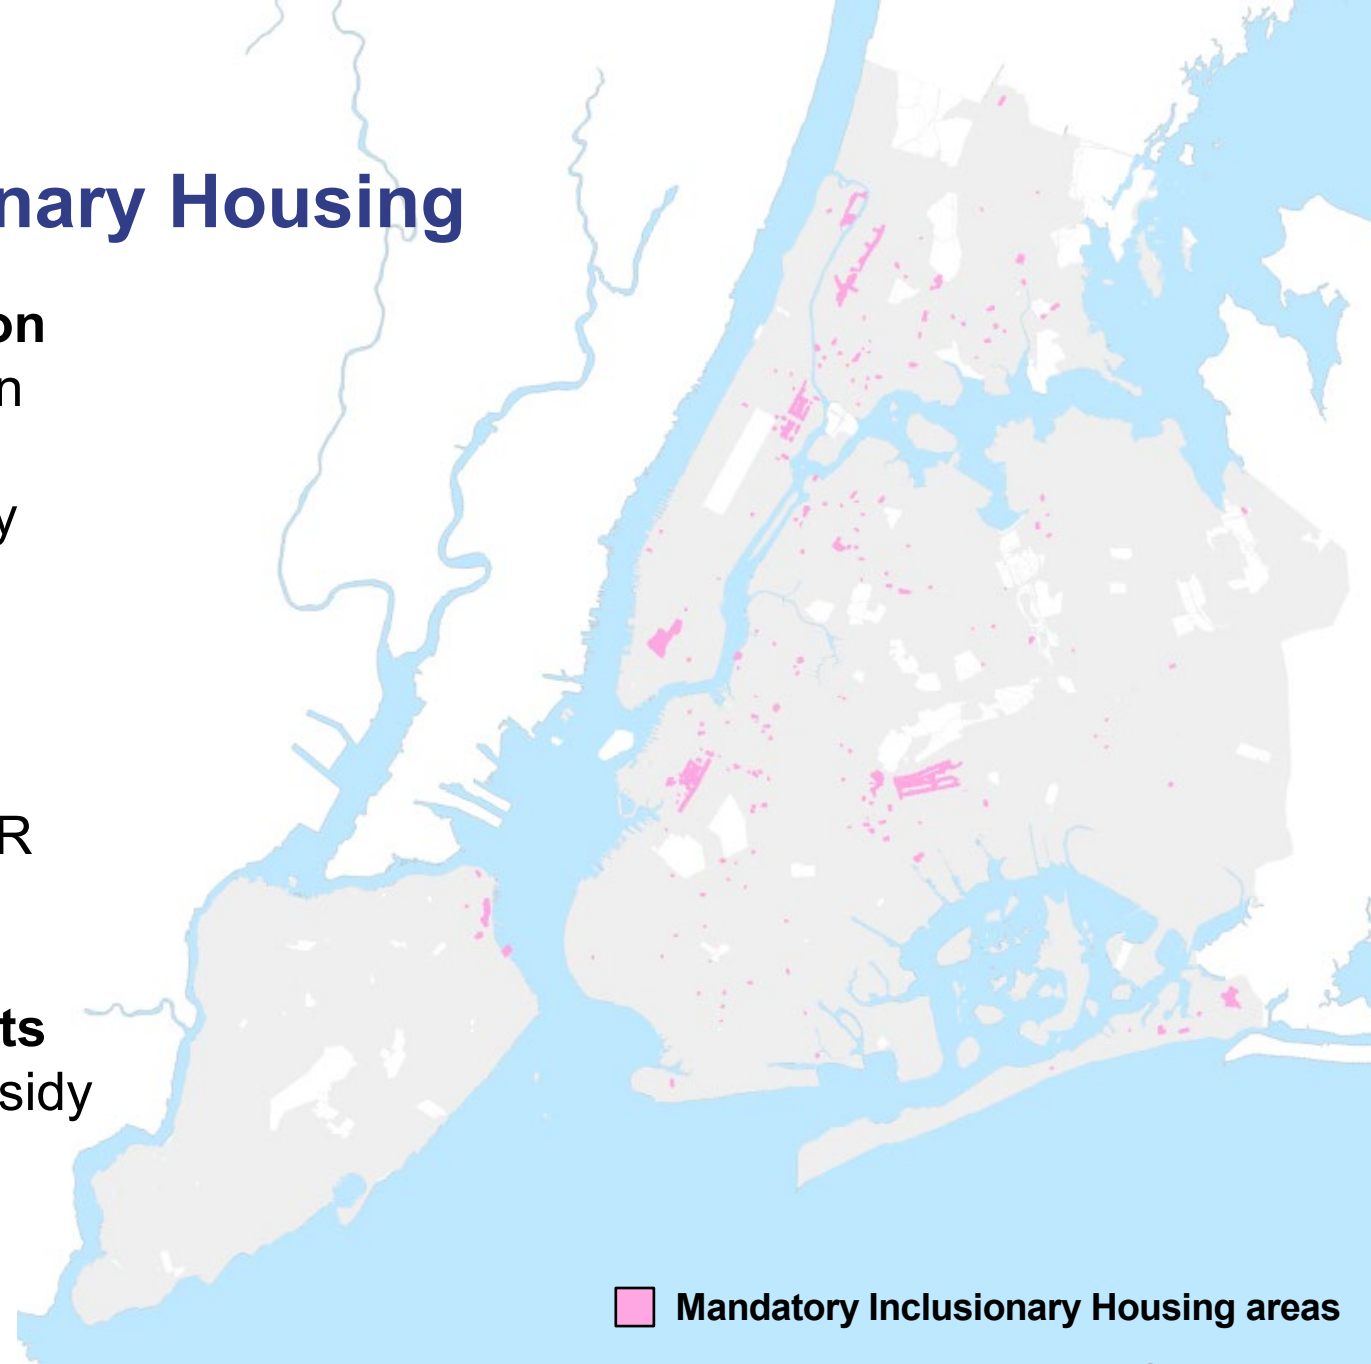 nary Housing
on
n
y
R
ts
sidy
Mandatory Inclusionary Housing areas